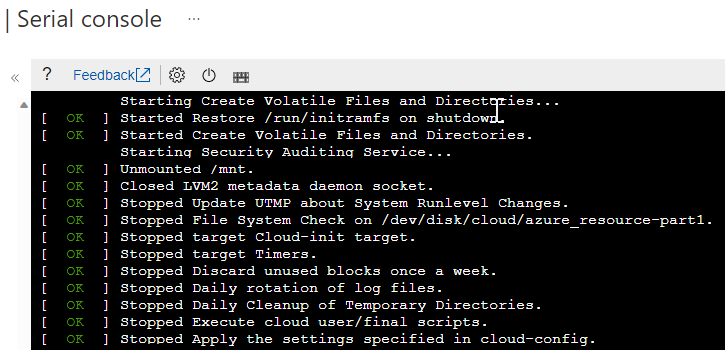 | Serial console ...
« ? Feedback
Starting Create Volatile Files and Directories...
[ OK ] Started Restore /run/initramfs on shutdown.
[ OK ] Started Create Volatile Files and Directories.
Starting Security Auditing Service...
[ OK ] Unmounted /mnt.
[ OK ] Closed LVM2 metadata daemon socket.
[ OK ] Stopped Update UTMP about System Runlevel Changes.
[ OK ] Stopped File System Check on /dev/disk/cloud/azure_resource-part1.
[ OK ] Stopped target Cloud-init target.
[ OK ] Stopped target Timers.
[ OK ] Stopped Discard unused blocks once a week.
[ OK ] Stopped Daily rotation of log files.
[ OK ] Stopped Daily Cleanup of Temporary Directories.
[ OK ] Stopped Execute cloud user/final scripts.
[ OK ] Stopped Apply the settings specified in cloud-config.